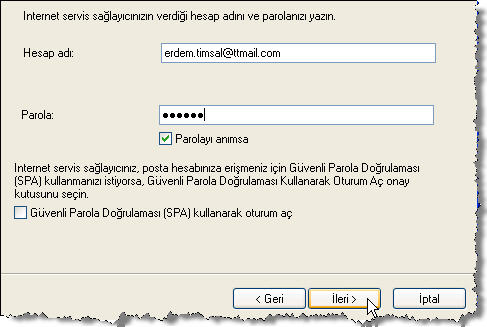 Internet servis sağlayıcınızın verdiği hesap adını ve parolanızı yazın.
Hesap adı: erdem.timsal@ttmail.com
Parola: ●●●●●●
Parolayı anımsa
Internet servis sağlayıcınız, posta hesabınıza erişmeniz için Güvenli Parola Doğrulaması
(SPA) kullanmanızı istiyorsa, Güvenli Parola Doğrulaması Kullanarak Oturum Aç onay
kutusunu seçin.
Güvenli Parola Doğrulaması (SPA) kullanarak oturum aç
< Geri İleri > İptal